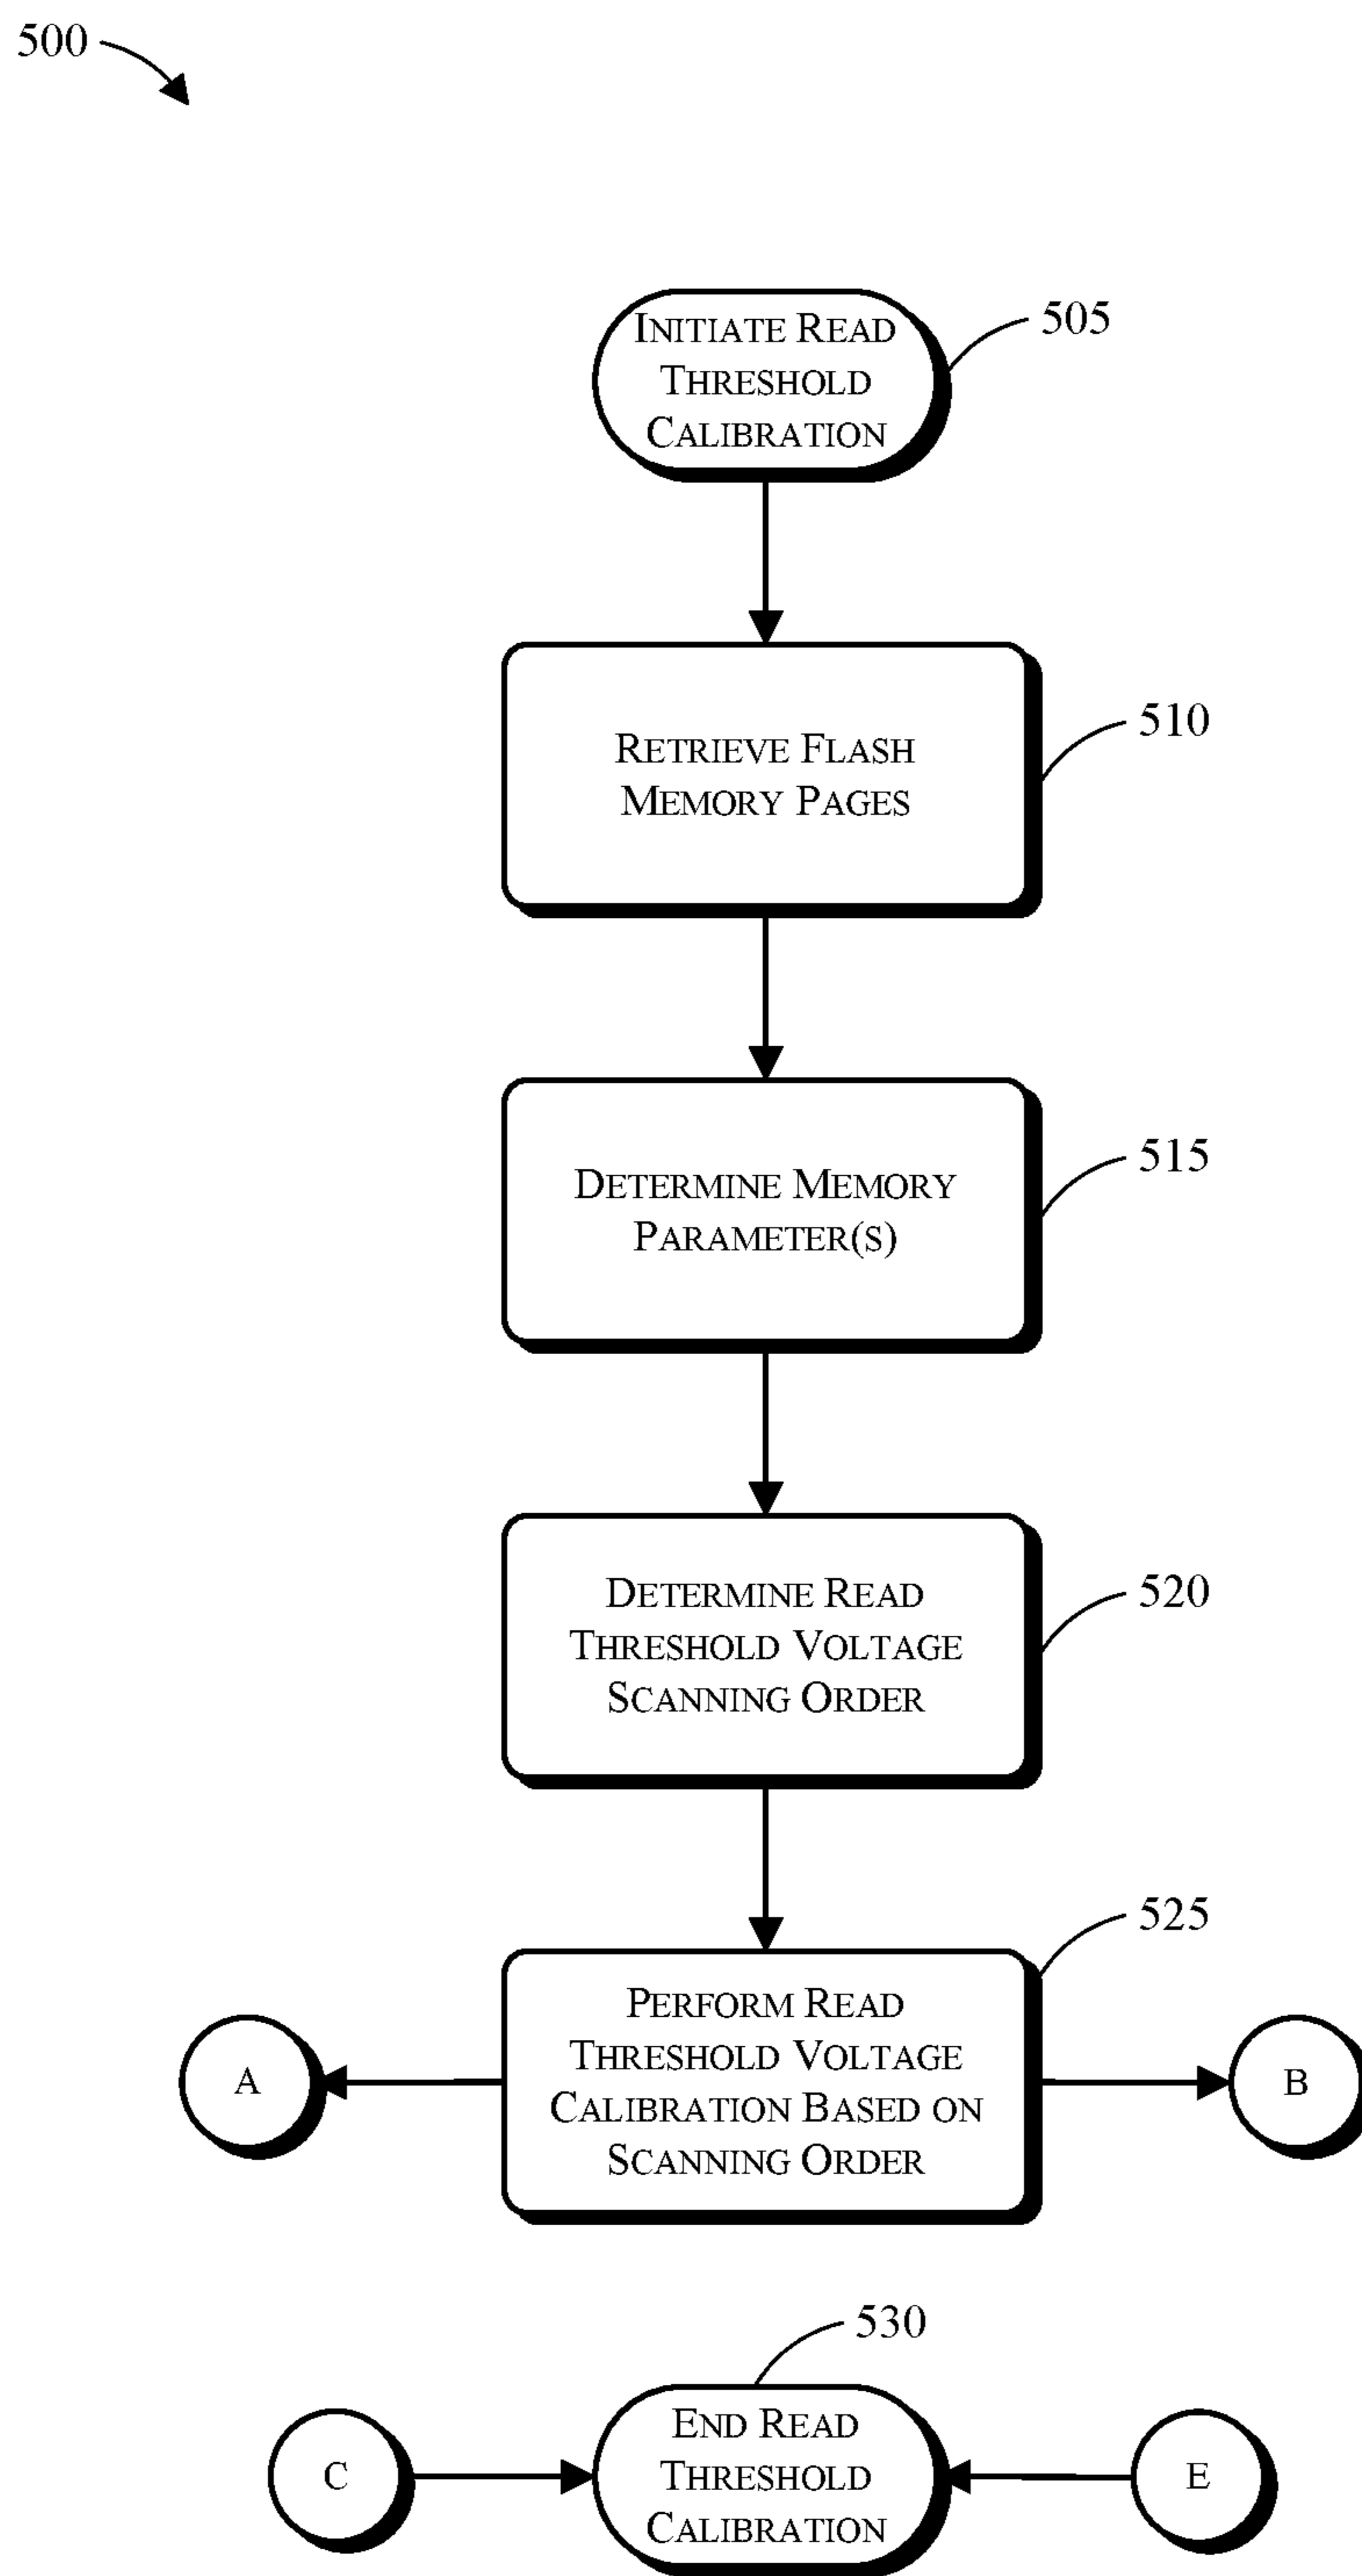 500
INITIATE READ
THRESHOLD
CALIBRATION
505
RETRIEVE FLASH
MEMORY PAGES
510
DETERMINE MEMORY
PARAMETER(S)
515
DETERMINE READ
THRESHOLD VOLTAGE
SCANNING ORDER
520
PERFORM READ
THRESHOLD VOLTAGE
CALIBRATION BASED ON
SCANNING ORDER
525
A
B
530
END READ
THRESHOLD
CALIBRATION
C
E